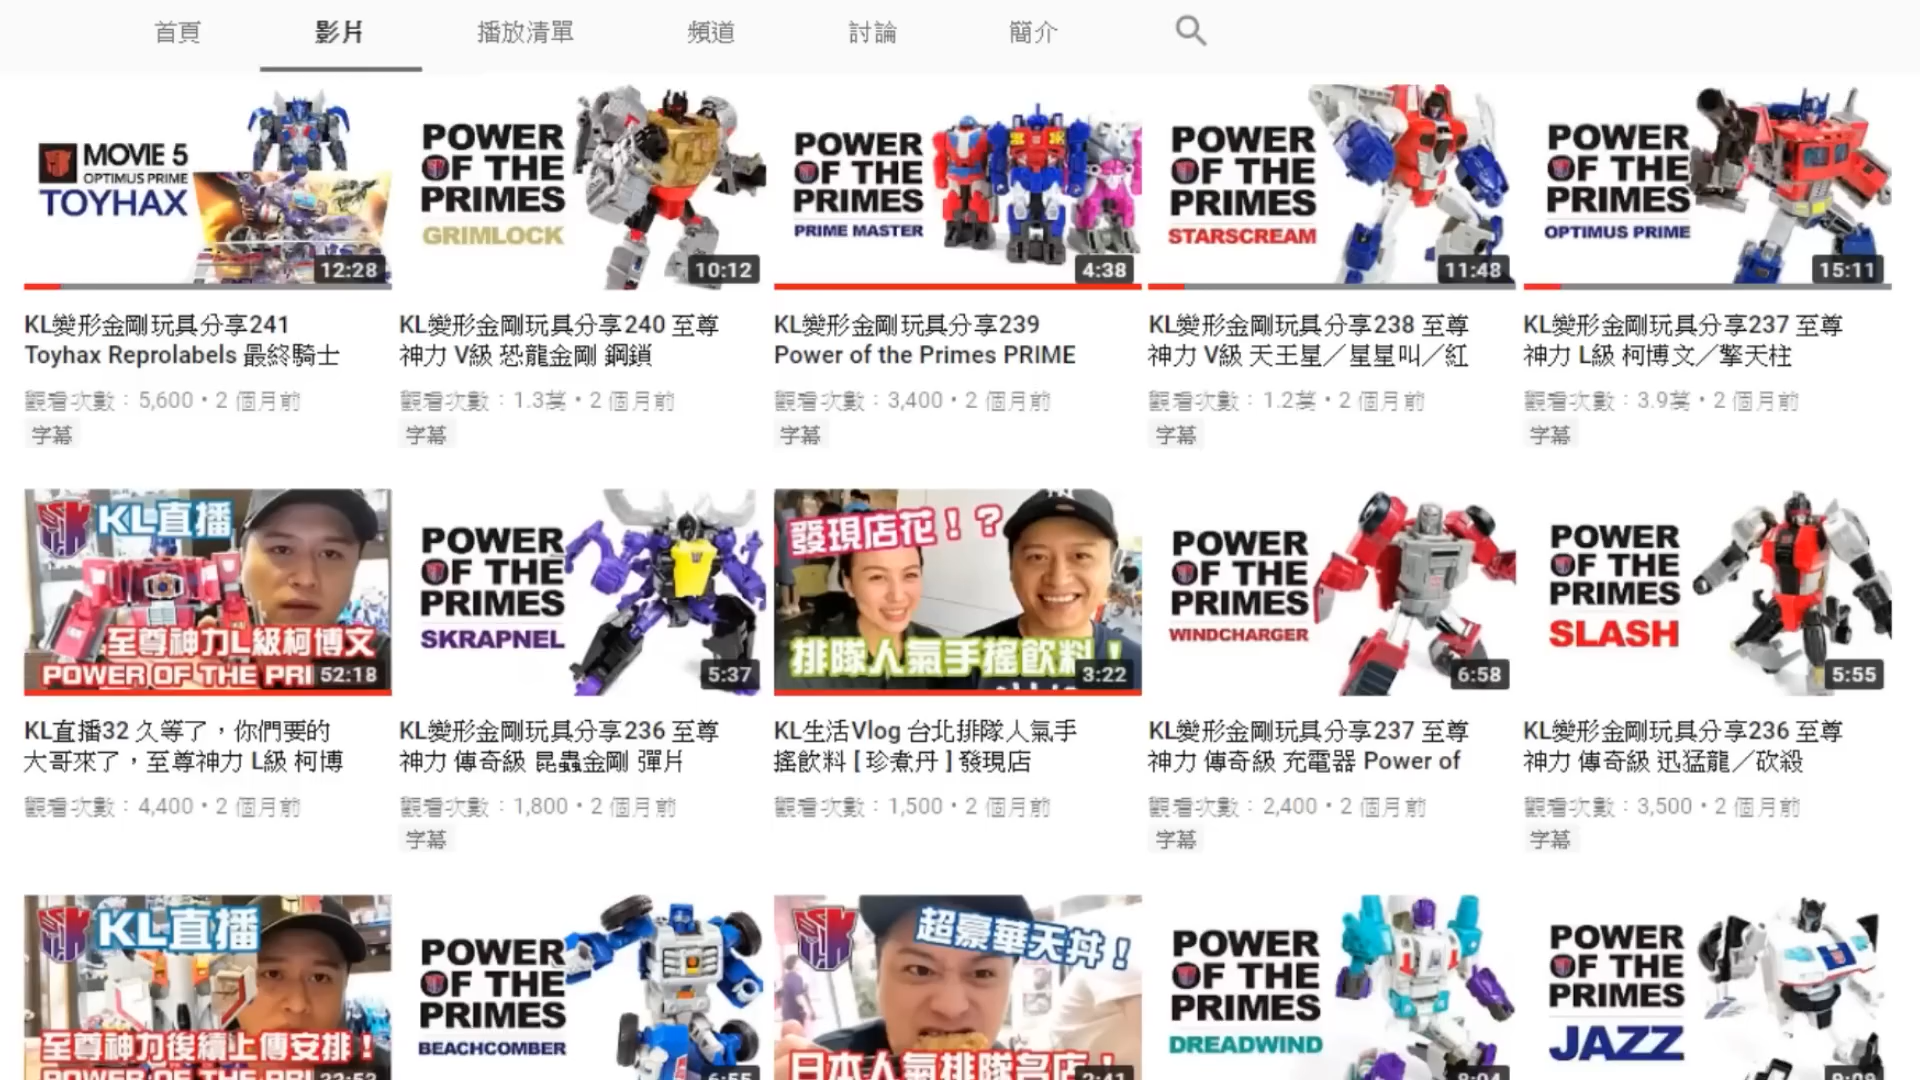 首頁 影片 播放清單 頻道 討論 簡介
MOVIE 5
OPTIMUS PRIME
TOYHAX
12:28
POWER
OF THE
PRIMES
GRIMLOCK
10:12
POWER
OF THE
PRIMES
PRIME MASTER
4:38
POWER
OF THE
PRIMES
STARSCREAM
11:48
POWER
OF THE
PRIMES
OPTIMUS PRIME
15:11
KL變形金剛玩具分享241
Toyhax Reprolabels 最終騎士
觀看次數：5,600・2 個月前
字幕
KL變形金剛玩具分享240 至尊
神力 V級 恐龍金剛 鋼鎖
觀看次數：1.3萬・2 個月前
字幕
KL變形金剛玩具分享239
Power of the Primes PRIME
觀看次數：3,400・2 個月前
字幕
KL變形金剛玩具分享238 至尊
神力 V級 天王星／星星叫／紅
觀看次數：1.2萬・2 個月前
字幕
KL變形金剛玩具分享237 至尊
神力 L級 柯博文／擎天柱
觀看次數：3.9萬・2 個月前
字幕
KL直播
至尊神力L級柯博文
POWER OF THE PRI
52:18
POWER
OF THE
PRIMES
SKRAPNEL
5:37
發現店花！？
排隊人氣手搖飲料！
3:22
POWER
OF THE
PRIMES
WINDCHARGER
6:58
POWER
OF THE
PRIMES
SLASH
5:55
KL直播32 久等了，你們要的
大哥來了，至尊神力 L級 柯博
觀看次數：4,400・2 個月前
KL變形金剛玩具分享236 至尊
神力 傳奇級 昆蟲金剛 彈片
觀看次數：1,800・2 個月前
字幕
KL生活Vlog 台北排隊人氣手
搖飲料 [ 珍煮丹 ] 發現店
觀看次數：1,500・2 個月前
KL變形金剛玩具分享237 至尊
神力 傳奇級 充電器 Power of
觀看次數：2,400・2 個月前
字幕
KL變形金剛玩具分享236 至尊
神力 傳奇級 迅猛龍／砍殺
觀看次數：3,500・2 個月前
字幕
KL直播
至尊神力後續上傳安排！
POWER OF THE PRI
POWER
OF THE
PRIMES
BEACHCOMBER
6:55
超豪華天丼！
日本人氣排隊名店！
POWER
OF THE
PRIMES
DREADWIND
8:04
POWER
OF THE
PRIMES
JAZZ
9:09